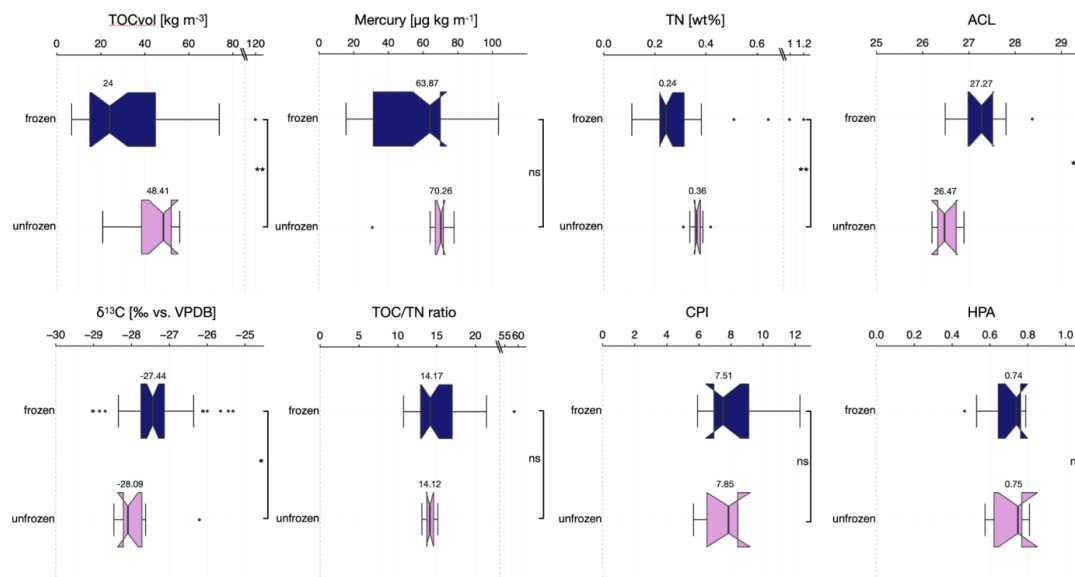 TOCvol [kg m⁻³]
0 20 40 60 80 120
24
frozen
**
48.41
unfrozen
Mercury [µg kg m⁻¹]
0 20 40 60 80 100
63.87
frozen
ns
70.26
unfrozen
TN [wt%]
0.0 0.2 0.4 0.6 1.1 1.2
0.24
frozen
**
0.36
unfrozen
ACL
25 26 27 28 29
27.27
frozen
*
26.47
unfrozen
δ¹³C [‰ vs. VPDB]
−30 −29 −28 −27 −26 −25
-27.44
frozen
*
-28.09
unfrozen
TOC/TN ratio
0 5 10 15 20 5560
14.17
frozen
ns
14.12
unfrozen
CPI
0 2 4 6 8 10 12
7.51
frozen
ns
7.85
unfrozen
HPA
0.0 0.2 0.4 0.6 0.8 1.0
0.74
frozen
n
0.75
unfrozen